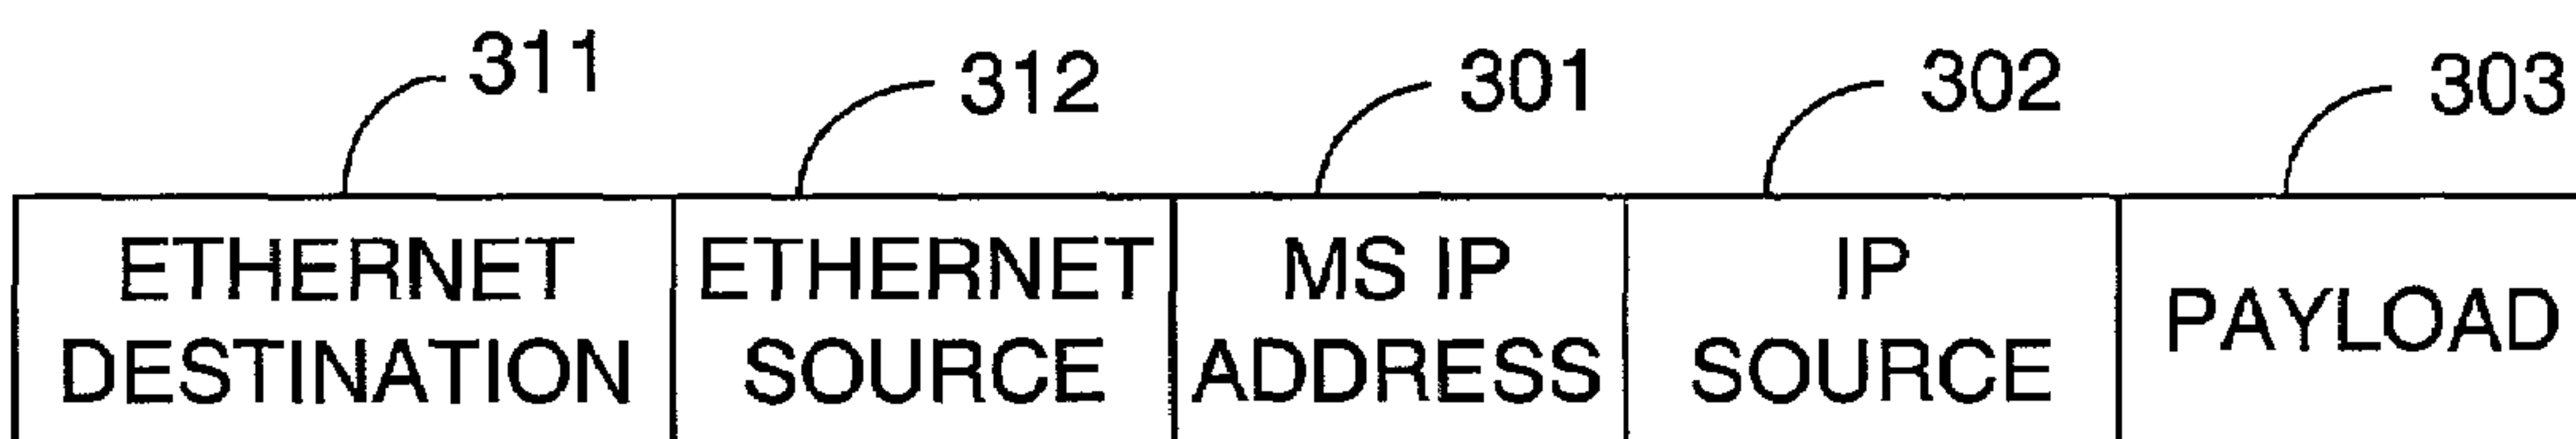 311 312 301 302 303
ETHERNET DESTINATION
ETHERNET SOURCE
MS IP ADDRESS
IP SOURCE
PAYLOAD